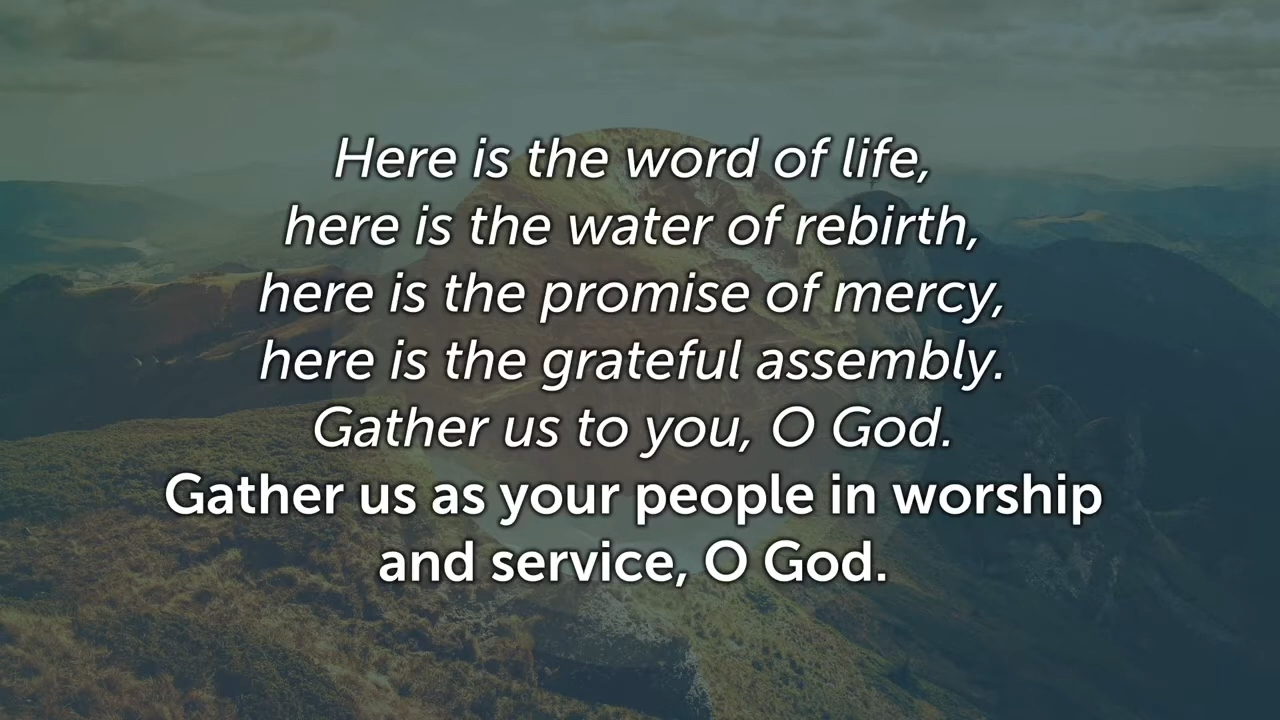 Here is the word of life,
here is the water of rebirth,
here is the promise of mercy,
here is the grateful assembly.
Gather us to you, O God.
Gather us as your people in worship
and service, O God.